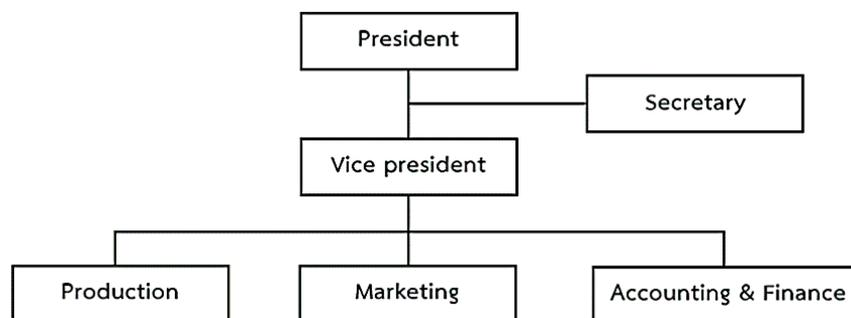 President
Secretary
Vice president
Production
Marketing
Accounting & Finance